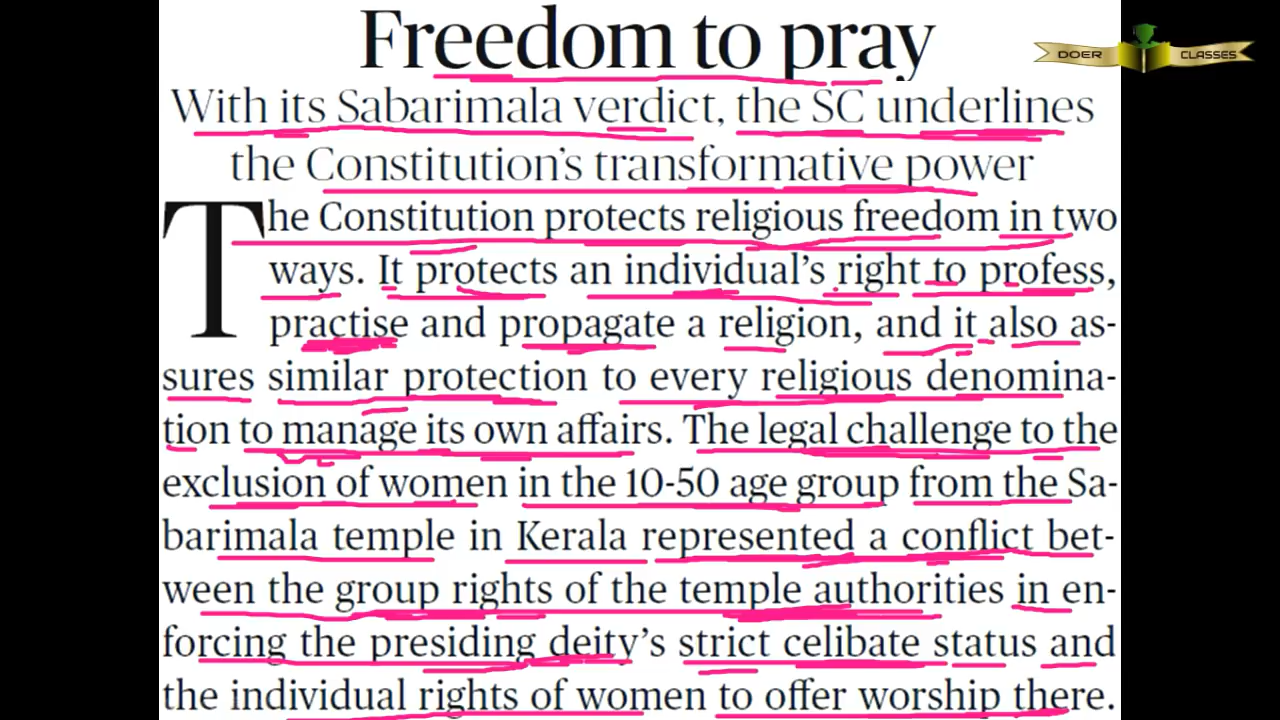 Freedom to pray
DOER CLASSES
With its Sabarimala verdict, the SC underlines
the Constitution's transformative power
The Constitution protects religious freedom in two
ways. It protects an individual's right to profess,
practise and propagate a religion, and it also as-
sures similar protection to every religious denomina-
tion to manage its own affairs. The legal challenge to the
exclusion of women in the 10-50 age group from the Sa-
barimala temple in Kerala represented a conflict bet-
ween the group rights of the temple authorities in en-
forcing the presiding deity's strict celibate status and
the individual rights of women to offer worship there.